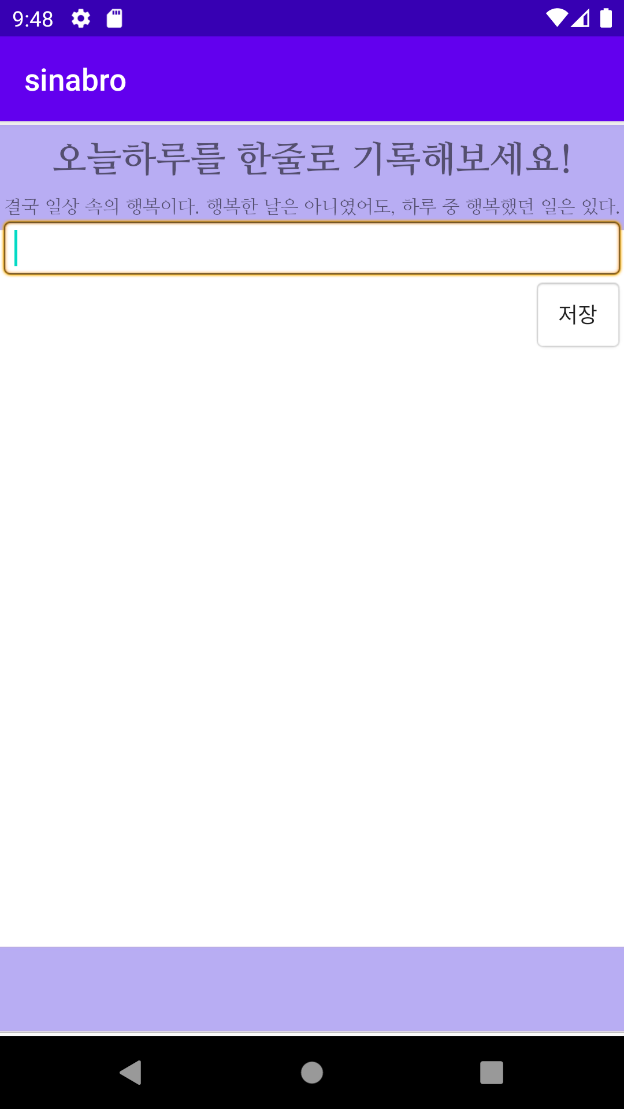 9:48
sinabro
오늘하루를 한줄로 기록해보세요!
결국 일상 속의 행복이다. 행복한 날은 아니였어도, 하루 중 행복했던 일은 있다.
저장